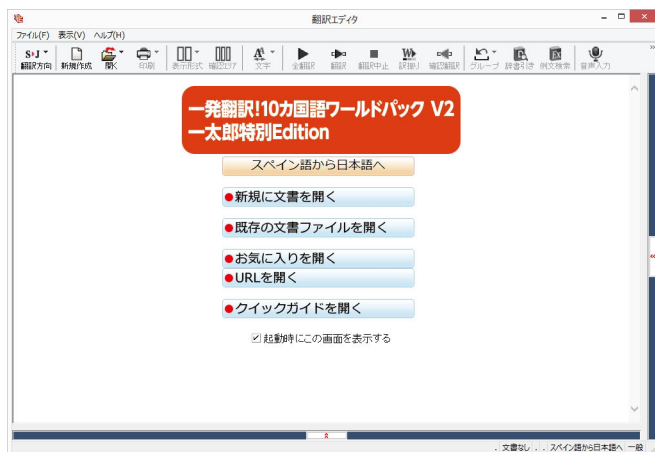 翻訳エディタ
ファイル(F) 表示(V) ヘルプ(H)
S›J
翻訳方向 新規作成 開く 印刷 表示形式 確認エリア 文字 全翻訳 翻訳 翻訳中止 訳振り 確認翻訳 グループ 辞書引き 例文検索 音声入力
一発翻訳!10カ国語ワールドパック V2
一太郎特別Edition
スペイン語から日本語へ
●新規に文書を開く
●既存の文書ファイルを開く
●お気に入りを開く
●URLを開く
●クイックガイドを開く
起動時にこの画面を表示する
. 文書なし . . スペイン語から日本語へ 一般